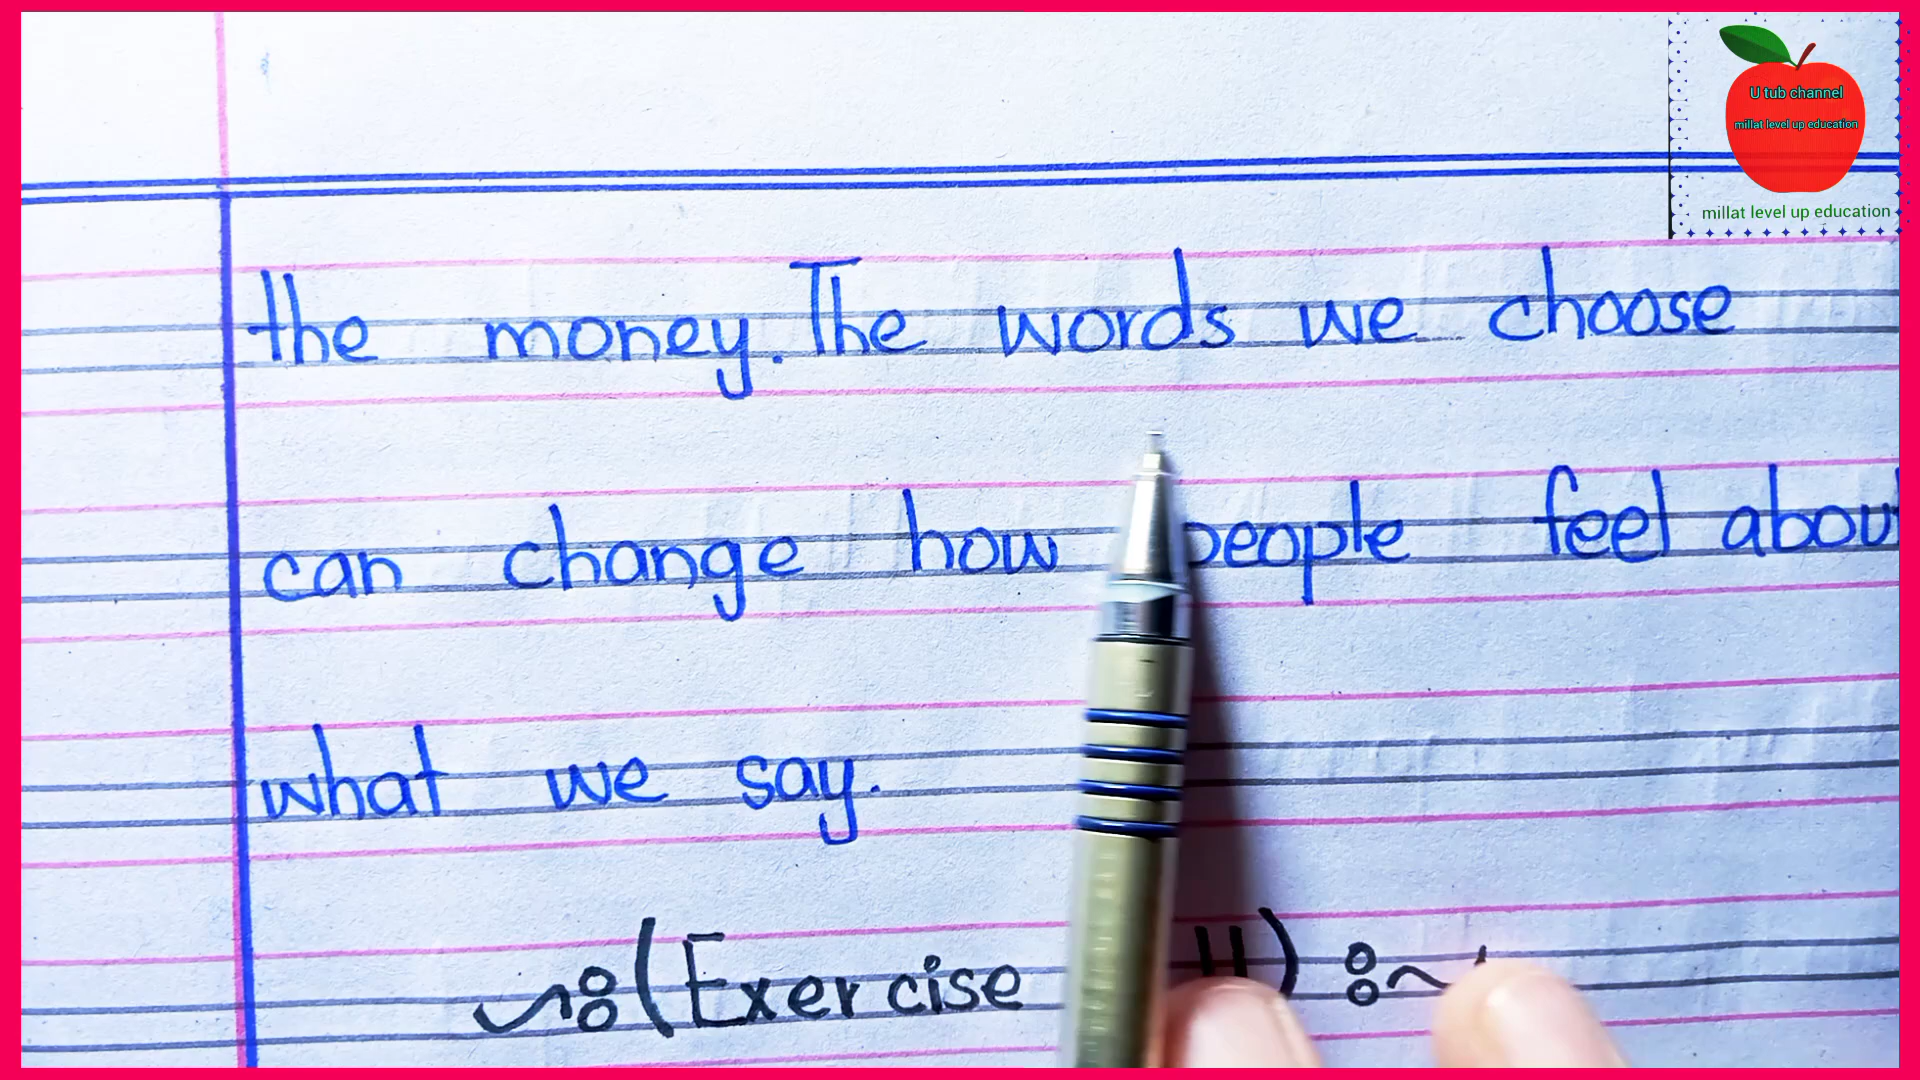 U tub channel
millat level up education
millat level up education
the money. The words we choose
can change how people feel about
what we say.
(Exercise